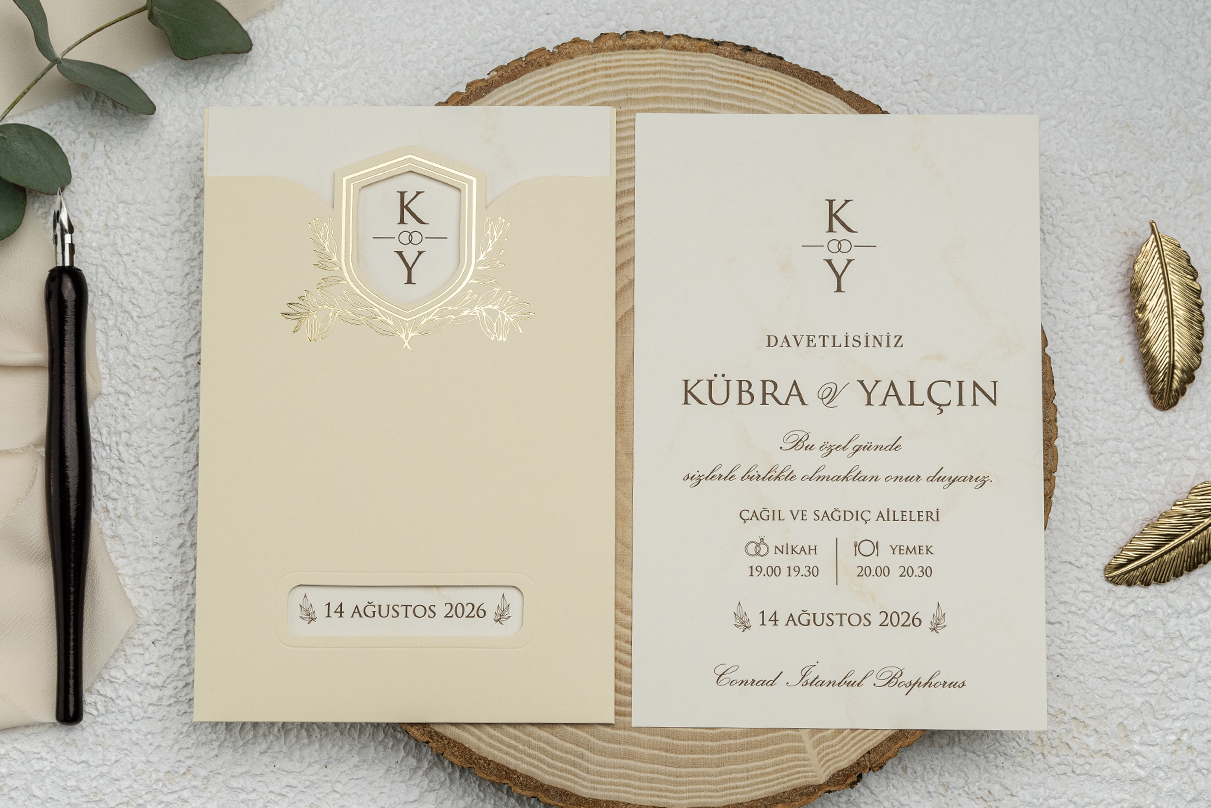 K
Y
14 AĞUSTOS 2026
K
Y
DAVETLİSİNİZ
KÜBRA & YALÇIN
Bu özel günde
sizlerle birlikte olmaktan onur duyarız.
ÇAĞIL VE SAĞDIÇ AİLELERİ
NİKAH YEMEK
19.00 19.30 20.00 20.30
14 AĞUSTOS 2026
Conrad İstanbul Bosphorus